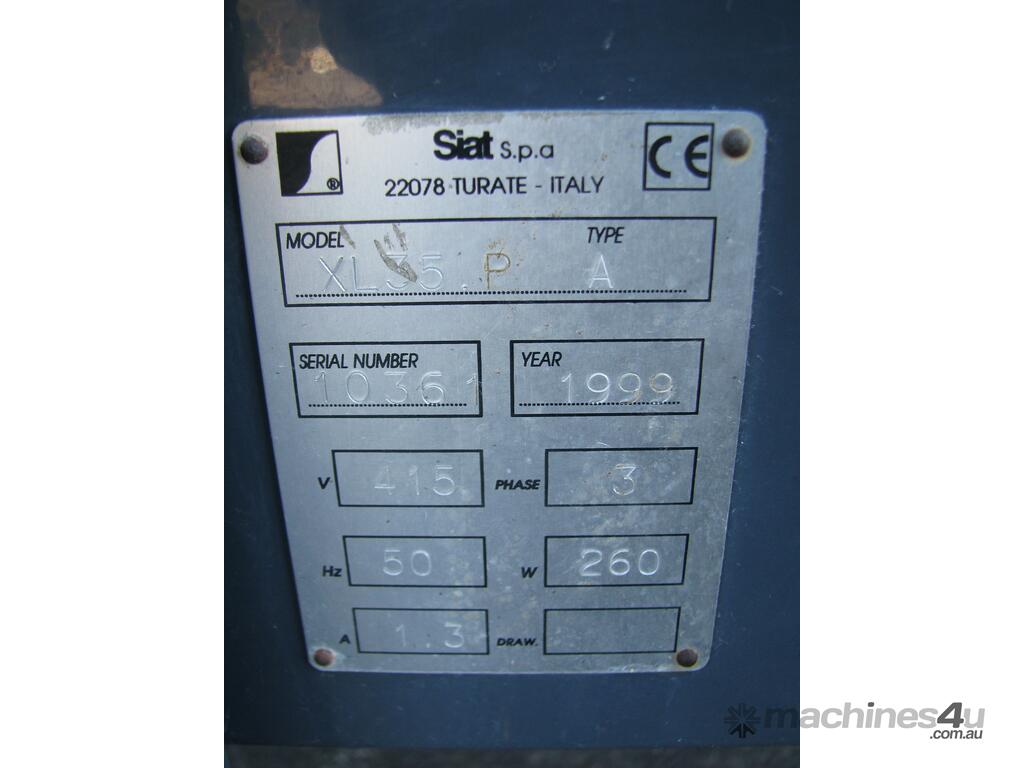 Siat S.p.a
CE
22078 TURATE - ITALY
®
MODEL TYPE
XL35.P A
SERIAL NUMBER YEAR
10361 1999
V 415 PHASE 3
Hz 50 W 260
A 1.3 DRAW.
machines4u
.com.au